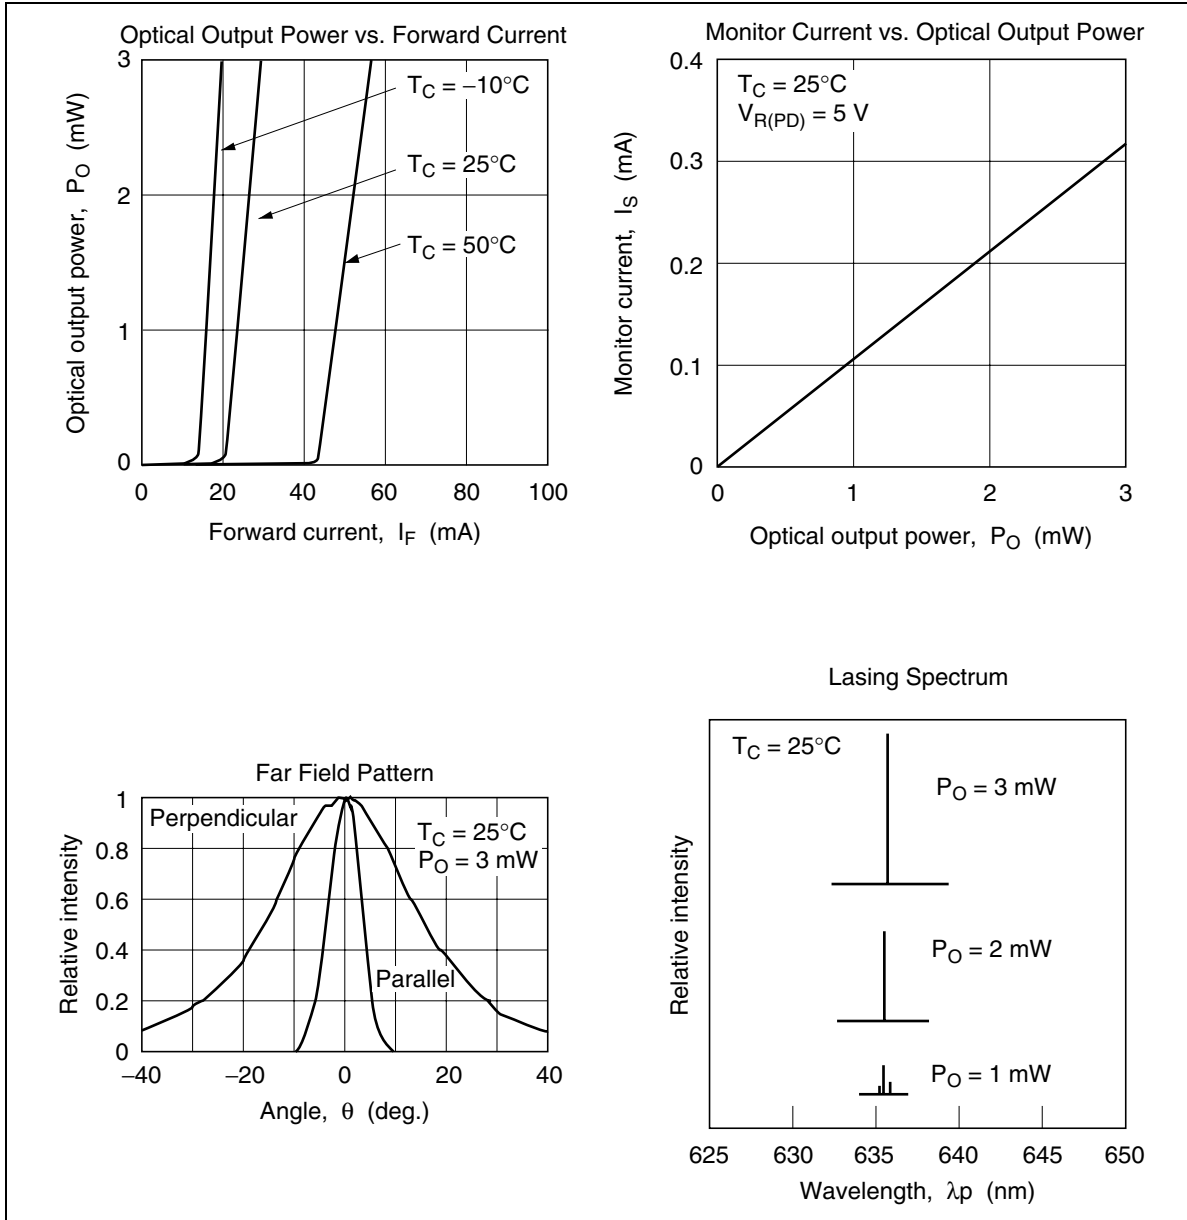 Optical Output Power vs. Forward Current
3
2
1
0
Optical output power, P_O (mW)
T_C = –10°C
T_C = 25°C
T_C = 50°C
0 20 40 60 80 100
Forward current, I_F (mA)
Monitor Current vs. Optical Output Power
0.4
0.3
0.2
0.1
0
Monitor current, I_S (mA)
T_C = 25°C
V_R(PD) = 5 V
0 1 2 3
Optical output power, P_O (mW)
Far Field Pattern
1
0.8
0.6
0.4
0.2
0
Relative intensity
Perpendicular
T_C = 25°C
P_O = 3 mW
Parallel
–40 –20 0 20 40
Angle, θ (deg.)
Lasing Spectrum
Relative intensity
T_C = 25°C
P_O = 3 mW
P_O = 2 mW
P_O = 1 mW
625 630 635 640 645 650
Wavelength, λp (nm)